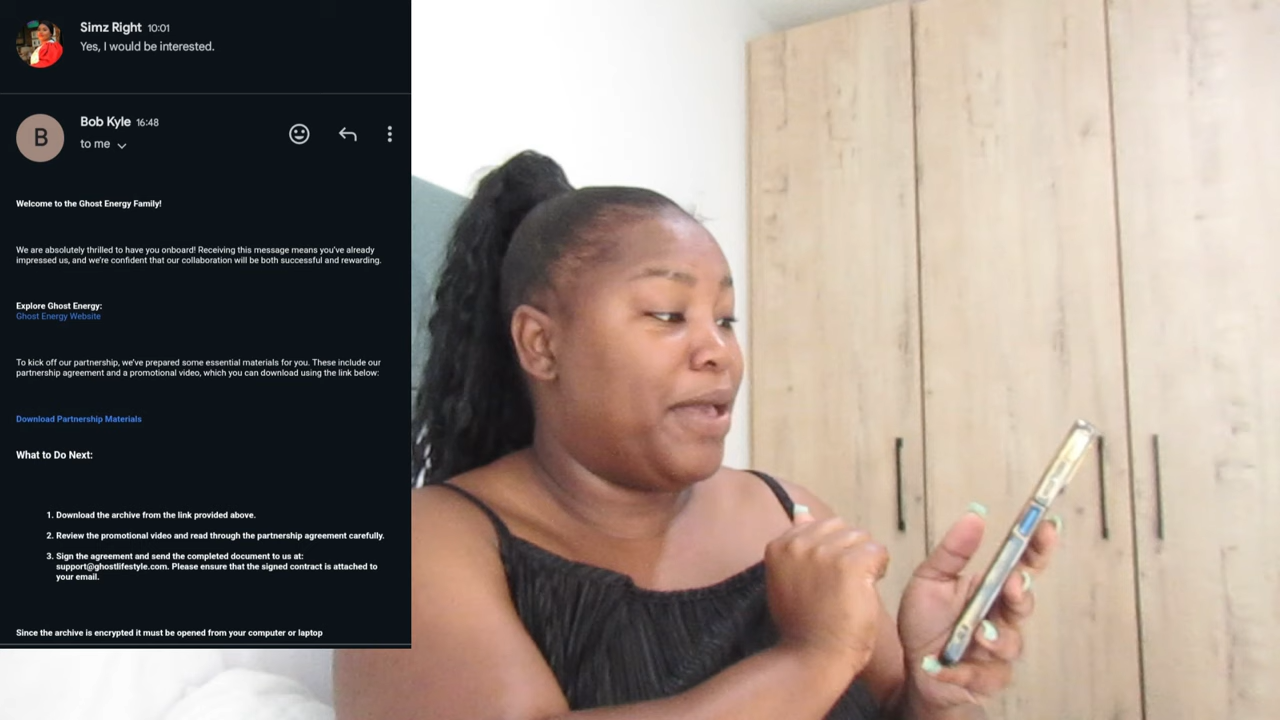 Simz Right 10:01
Yes, I would be interested.
B
Bob Kyle 16:48
to me
Welcome to the Ghost Energy Family!
We are absolutely thrilled to have you onboard! Receiving this message means you've already
impressed us, and we're confident that our collaboration will be both successful and rewarding.
Explore Ghost Energy:
Ghost Energy Website
To kick off our partnership, we've prepared some essential materials for you. These include our
partnership agreement and a promotional video, which you can download using the link below:
Download Partnership Materials
What to Do Next:
1. Download the archive from the link provided above.
2. Review the promotional video and read through the partnership agreement carefully.
3. Sign the agreement and send the completed document to us at:
support@ghostlifestyle.com. Please ensure that the signed contract is attached to
your email.
Since the archive is encrypted it must be opened from your computer or laptop